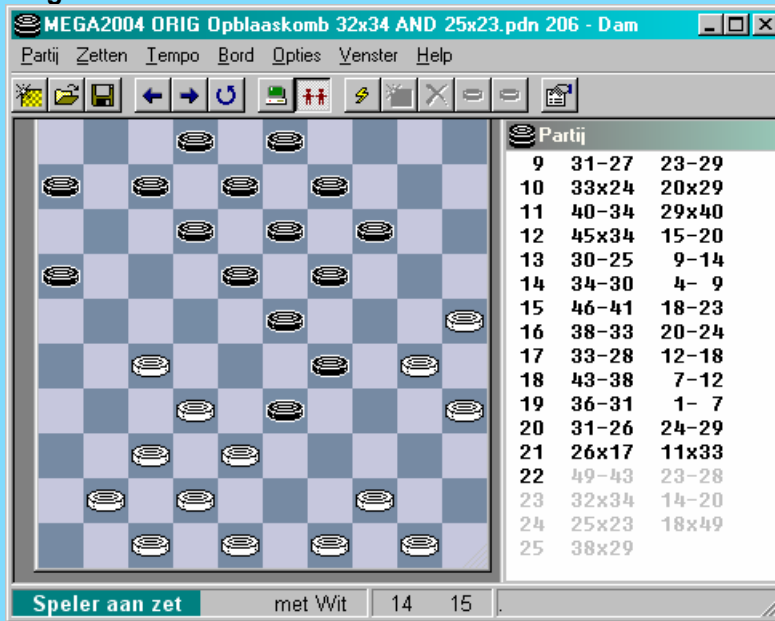 MEGA2004 ORIG Opblaaskomb 32x34 AND 25x23.pdn 206 - Dam
Partij Zetten Tempo Bord Opties Venster Help
Partij
9 31-27 23-29
10 33x24 20x29
11 40-34 29x40
12 45x34 15-20
13 30-25 9-14
14 34-30 4- 9
15 46-41 18-23
16 38-33 20-24
17 33-28 12-18
18 43-38 7-12
19 36-31 1- 7
20 31-26 24-29
21 26x17 11x33
22 49-43 23-28
23 32x34 14-20
24 25x23 18x49
25 38x29
Speler aan zet met Wit 14 15 .